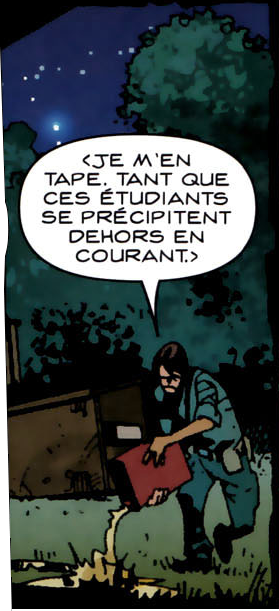 <JE M'EN
TAPE. TANT QUE
CES ÉTUDIANTS
SE PRÉCIPITENT
DEHORS EN
COURANT.>